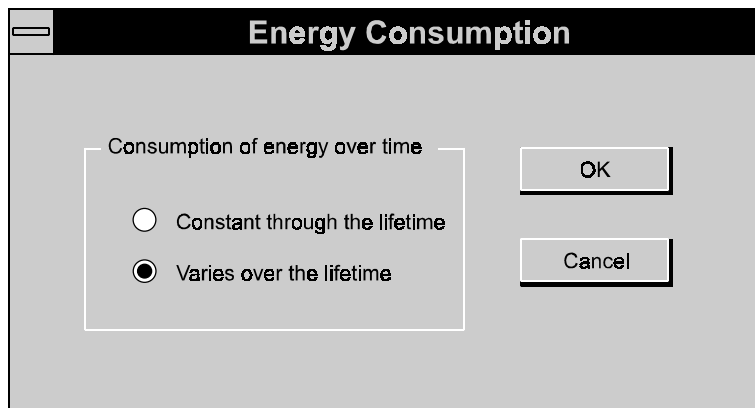 Energy Consumption
Consumption of energy over time
Constant through the lifetime
Varies over the lifetime
OK
Cancel